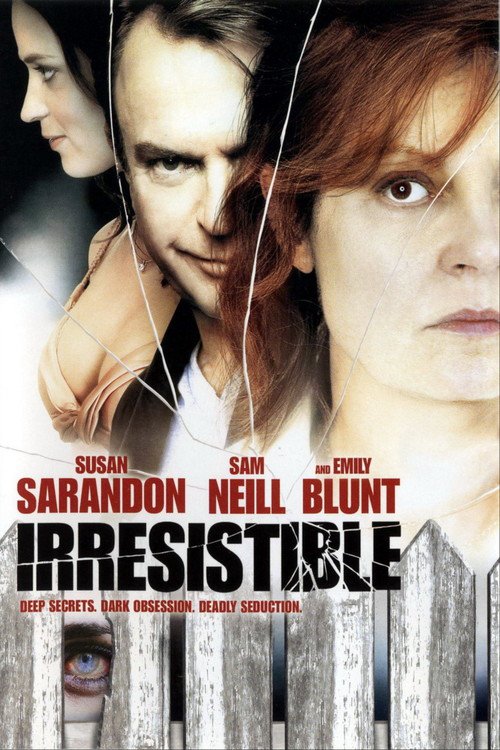 SUSAN SARANDON
SAM NEILL
AND EMILY BLUNT
IRRESISTIBLE
DEEP SECRETS. DARK OBSESSION. DEADLY SEDUCTION.